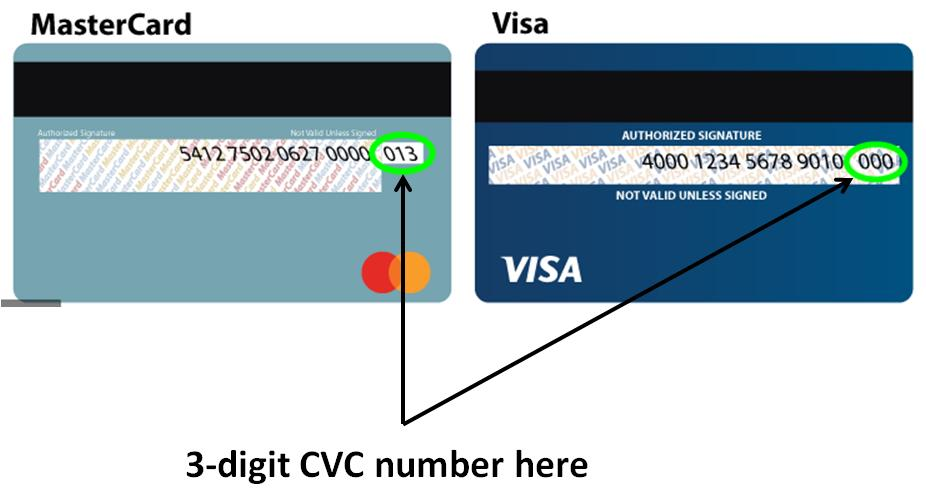 MasterCard
Authorized Signature Not Valid Unless Signed
5412 7502 0627 0000 013
Visa
AUTHORIZED SIGNATURE
4000 1234 5678 9010 000
NOT VALID UNLESS SIGNED
VISA
3-digit CVC number here